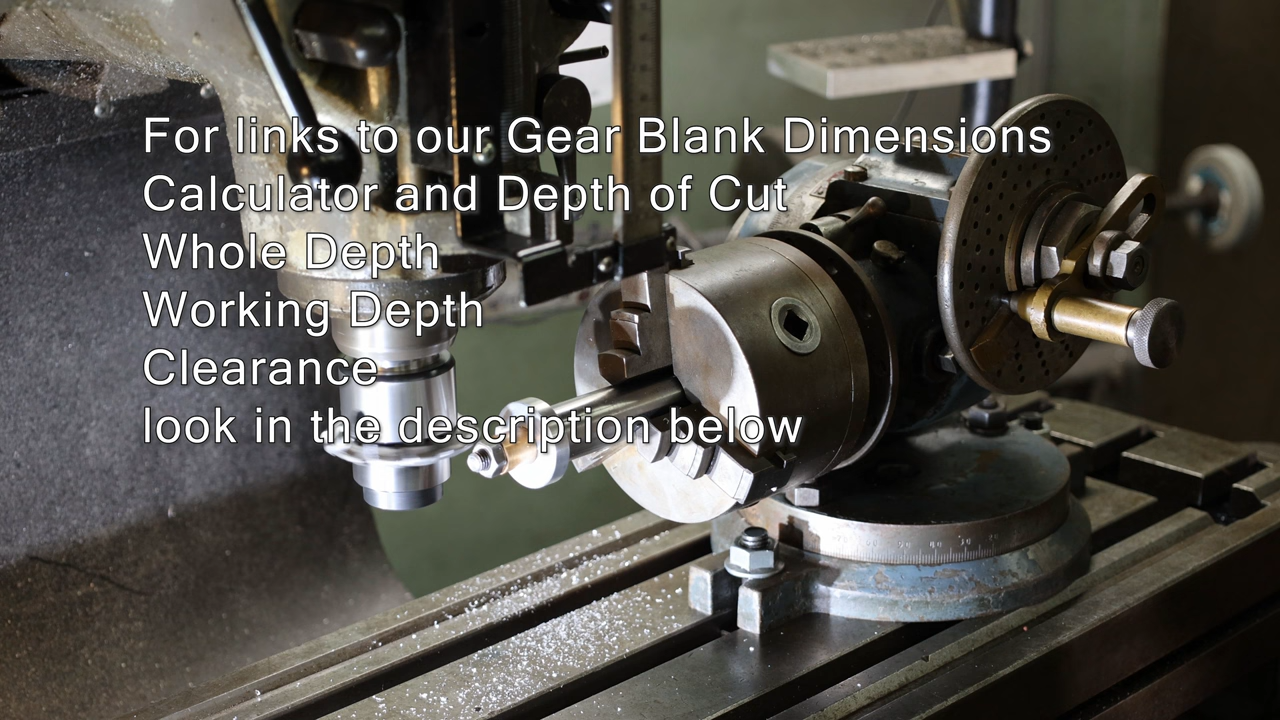 For links to our Gear Blank Dimensions
Calculator and Depth of Cut
Whole Depth
Working Depth
Clearance
look in the description below